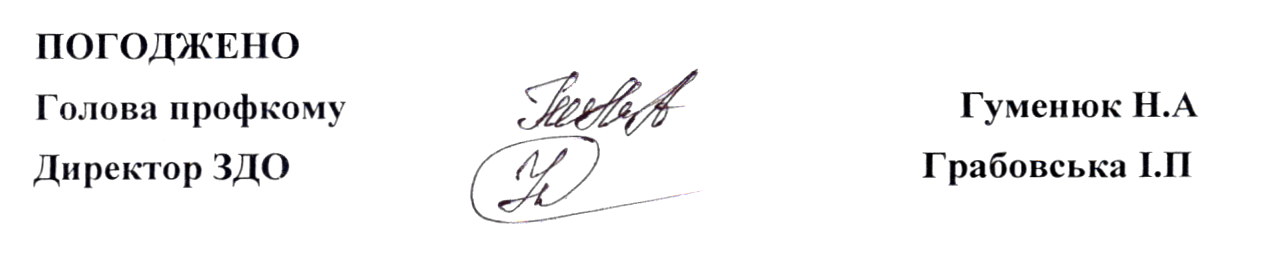 ПОГОДЖЕНО
Голова профкому Гуменюк Н.А
Директор ЗДО Грабовська І.П